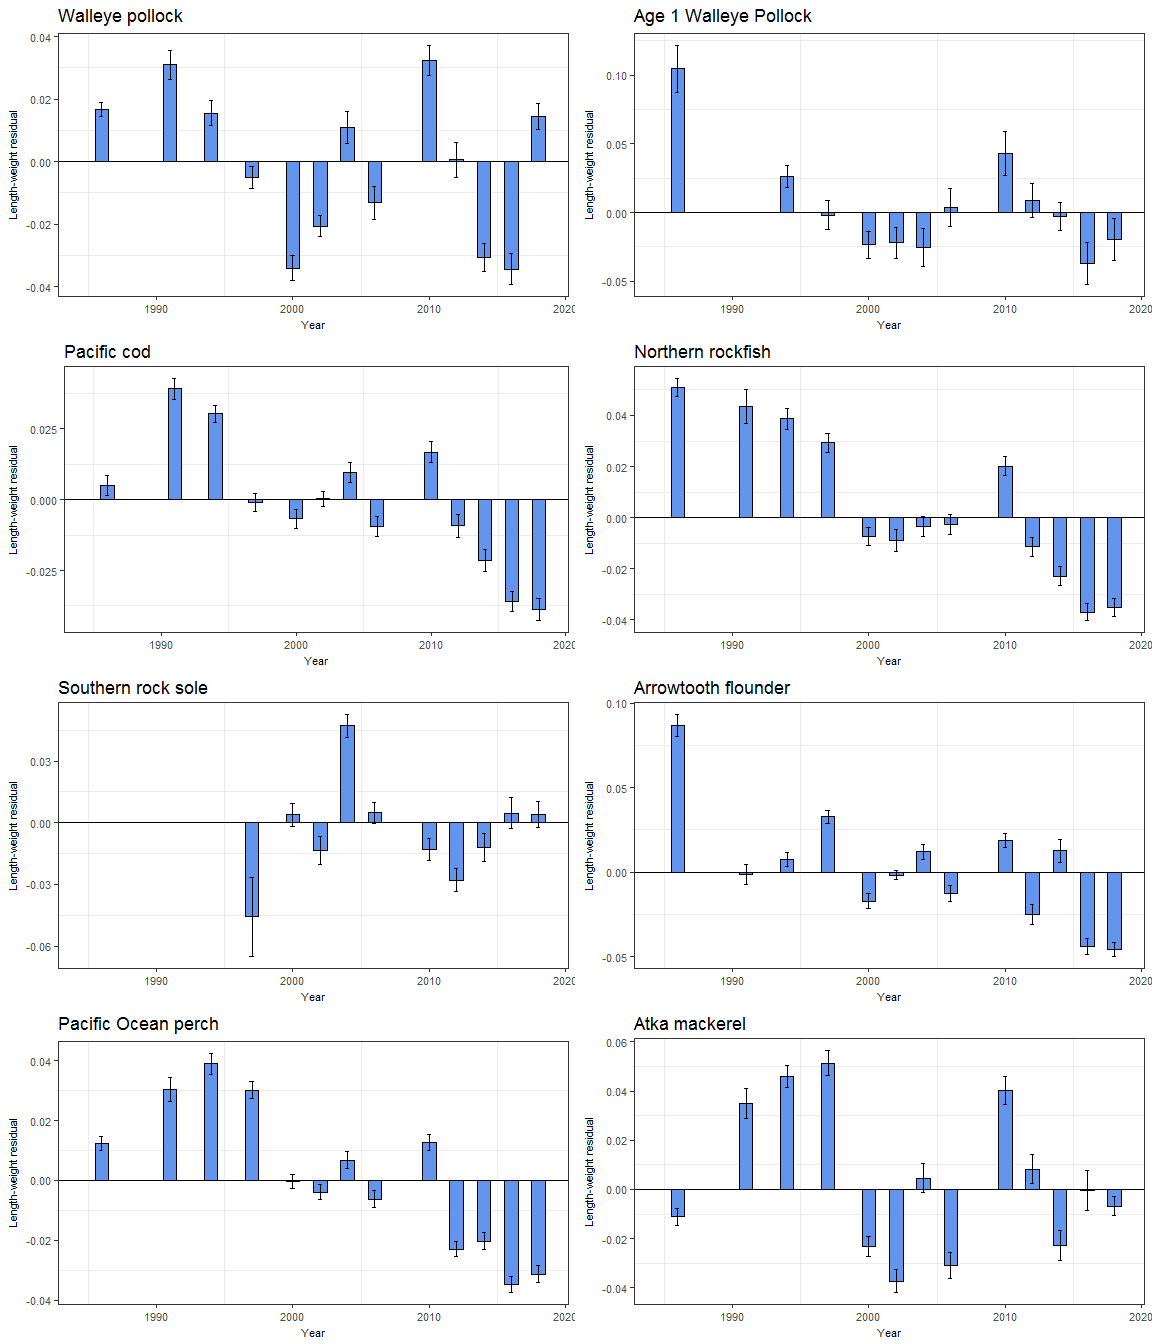 Walleye pollock
0.04
0.02
0.00
-0.02
-0.04
Length-weight residual
1990
2000
2010
2020
Year
Age 1 Walleye Pollock
0.10
0.05
0.00
-0.05
Length-weight residual
1990
2000
2010
2020
Year
Pacific cod
0.025
0.000
-0.025
Length-weight residual
1990
2000
2010
2020
Year
Northern rockfish
0.04
0.02
0.00
-0.02
-0.04
Length-weight residual
1990
2000
2010
2020
Year
Southern rock sole
0.03
0.00
-0.03
-0.06
Length-weight residual
1990
2000
2010
2020
Year
Arrowtooth flounder
0.10
0.05
0.00
-0.05
Length-weight residual
1990
2000
2010
2020
Year
Pacific Ocean perch
0.04
0.02
0.00
-0.02
-0.04
Length-weight residual
1990
2000
2010
2020
Year
Atka mackerel
0.06
0.04
0.02
0.00
-0.02
-0.04
Length-weight residual
1990
2000
2010
2020
Year